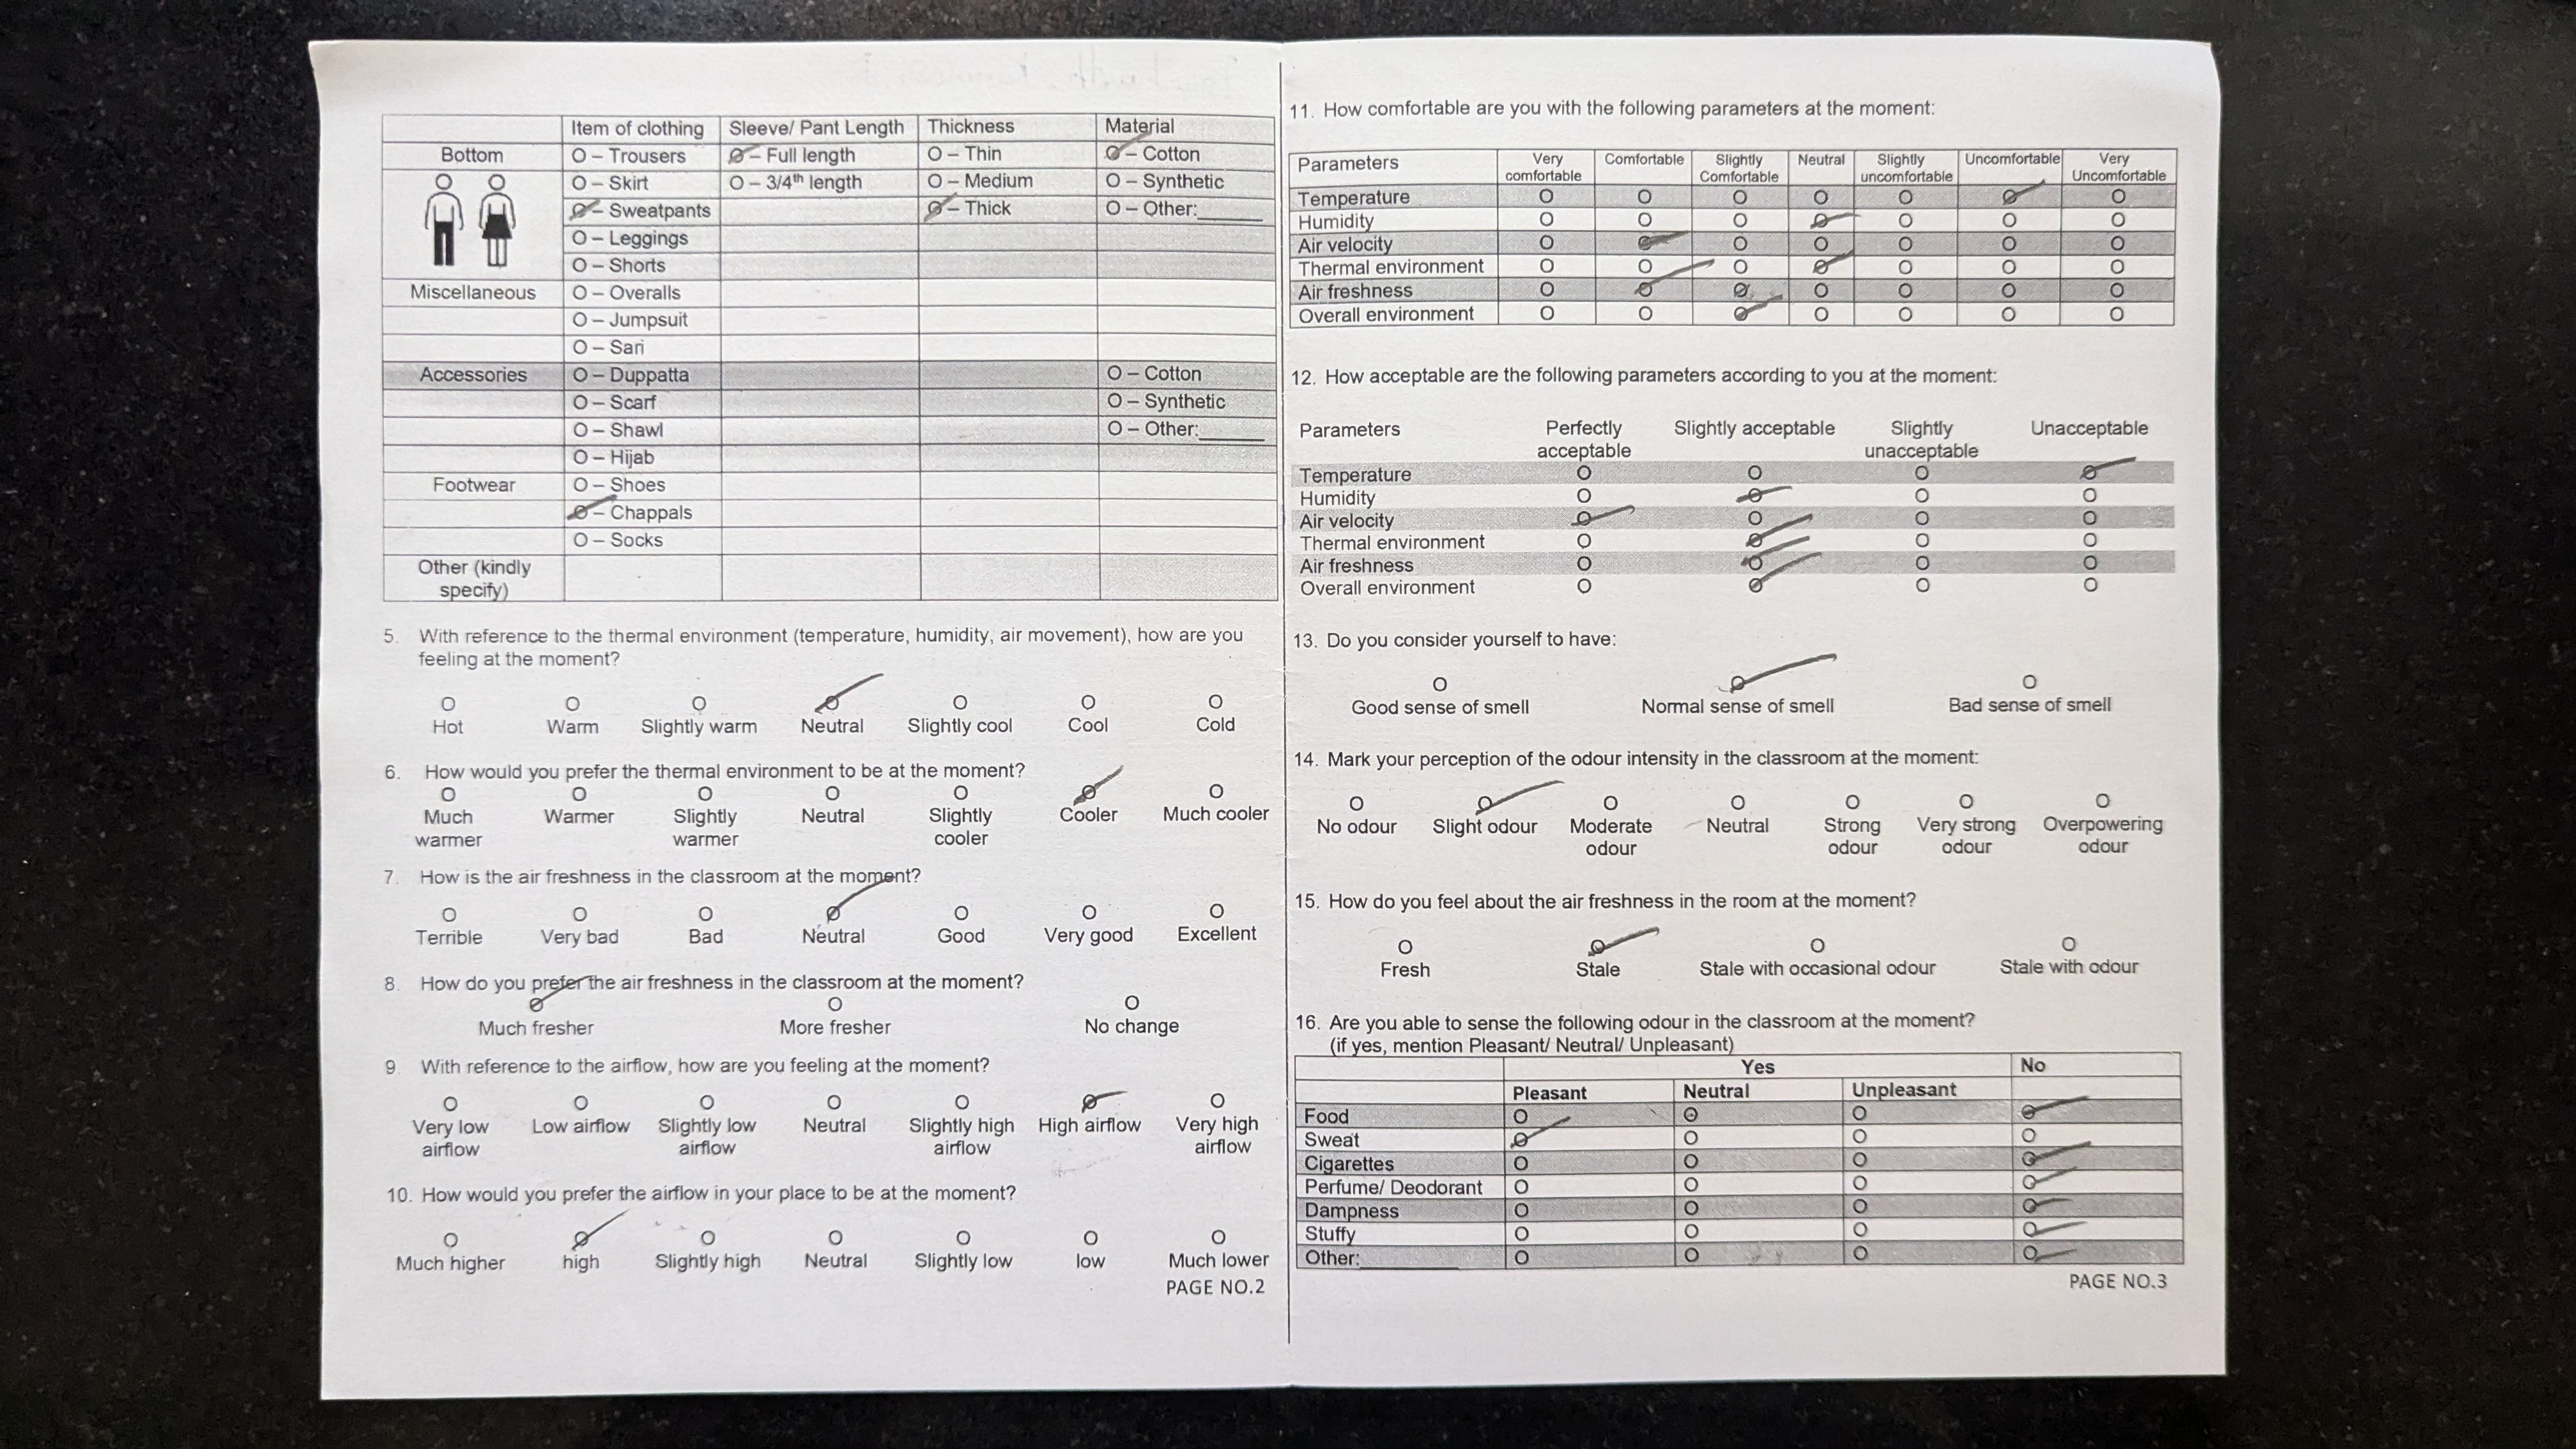 Item of clothing Sleeve/ Pant Length Thickness Material
Bottom O – Trousers O – Full length O – Thin O – Cotton
O – Skirt O – 3/4th length O – Medium O – Synthetic
O – Sweatpants O – Thick O – Other:______
O – Leggings
O – Shorts
Miscellaneous O – Overalls
O – Jumpsuit
O – Sari
Accessories O – Duppatta O – Cotton
O – Scarf O – Synthetic
O – Shawl O – Other:______
O – Hijab
Footwear O – Shoes
O – Chappals
O – Socks
Other (kindly
specify)
5. With reference to the thermal environment (temperature, humidity, air movement), how are you
feeling at the moment?
O O O O O O O
Hot Warm Slightly warm Neutral Slightly cool Cool Cold
6. How would you prefer the thermal environment to be at the moment?
O O O O O O O
Much Warmer Slightly Neutral Slightly Cooler Much cooler
warmer warmer cooler
7. How is the air freshness in the classroom at the moment?
O O O O O O O
Terrible Very bad Bad Neutral Good Very good Excellent
8. How do you prefer the air freshness in the classroom at the moment?
O O O
Much fresher More fresher No change
9. With reference to the airflow, how are you feeling at the moment?
O O O O O O O
Very low Low airflow Slightly low Neutral Slightly high High airflow Very high
airflow airflow airflow airflow
10. How would you prefer the airflow in your place to be at the moment?
O O O O O O O
Much higher high Slightly high Neutral Slightly low low Much lower
PAGE NO.2
11. How comfortable are you with the following parameters at the moment:
Parameters Very Comfortable Slightly Neutral Slightly Uncomfortable Very
comfortable Comfortable uncomfortable Uncomfortable
Temperature O O O O O O O
Humidity O O O O O O O
Air velocity O O O O O O O
Thermal environment O O O O O O O
Air freshness O O O O O O O
Overall environment O O O O O O O
12. How acceptable are the following parameters according to you at the moment:
Parameters Perfectly Slightly acceptable Slightly Unacceptable
acceptable unacceptable
Temperature O O O O
Humidity O O O O
Air velocity O O O O
Thermal environment O O O O
Air freshness O O O O
Overall environment O O O O
13. Do you consider yourself to have:
O O O
Good sense of smell Normal sense of smell Bad sense of smell
14. Mark your perception of the odour intensity in the classroom at the moment:
O O O O O O O
No odour Slight odour Moderate Neutral Strong Very strong Overpowering
odour odour odour odour
15. How do you feel about the air freshness in the room at the moment?
O O O O
Fresh Stale Stale with occasional odour Stale with odour
16. Are you able to sense the following odour in the classroom at the moment?
(if yes, mention Pleasant/ Neutral/ Unpleasant)
Yes No
Pleasant Neutral Unpleasant
Food O O O O
Sweat O O O O
Cigarettes O O O O
Perfume/ Deodorant O O O O
Dampness O O O O
Stuffy O O O O
Other:__________ O O O O
PAGE NO.3